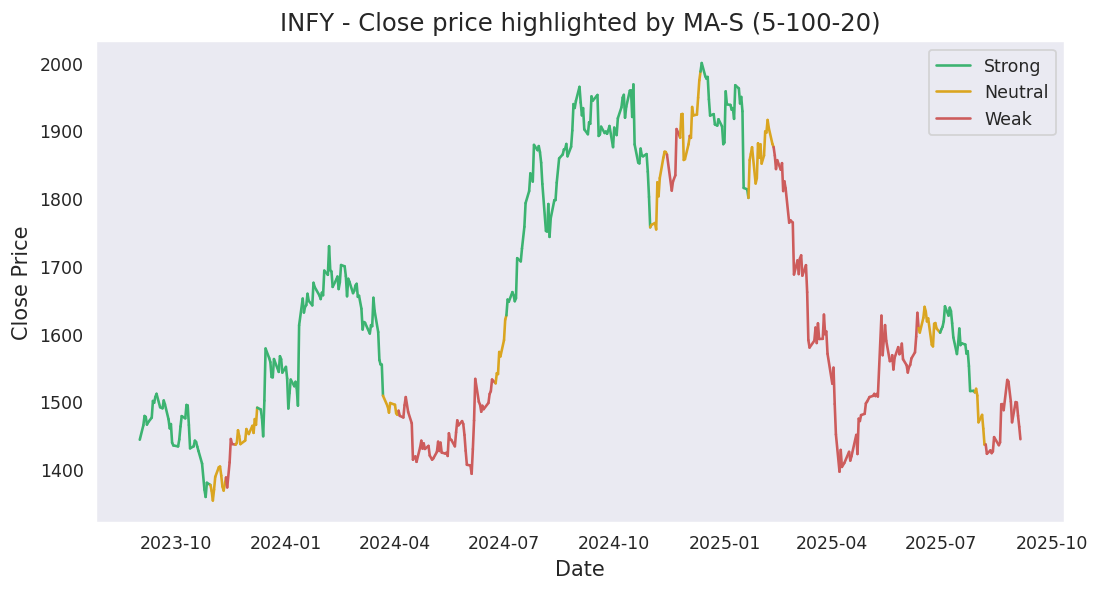 INFY - Close price highlighted by MA-S (5-100-20)
Strong
Neutral
Weak
Close Price
2000
1900
1800
1700
1600
1500
1400
2023-10 2024-01 2024-04 2024-07 2024-10 2025-01 2025-04 2025-07 2025-10
Date